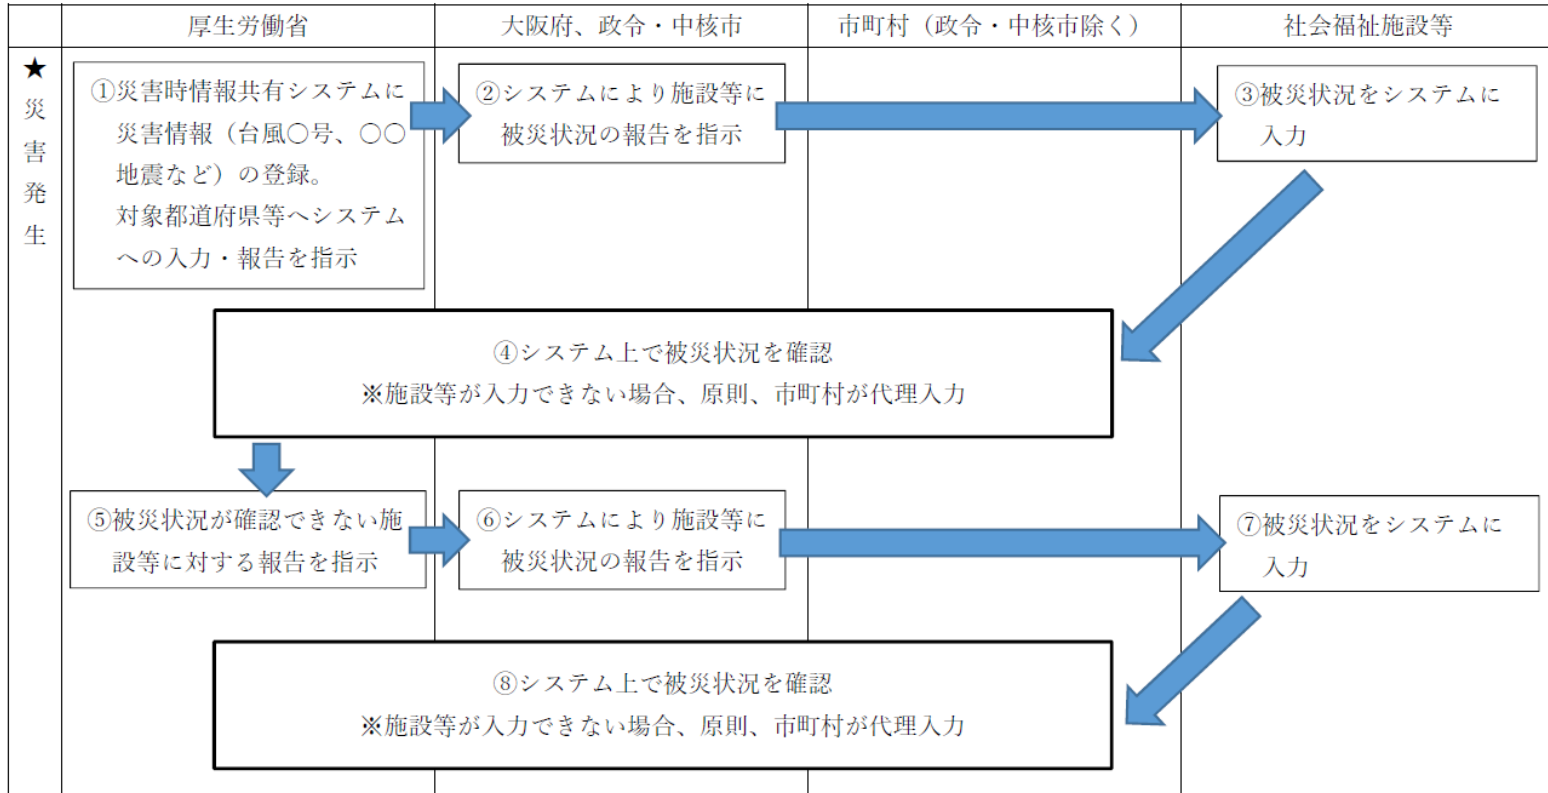 厚生労働省
大阪府、政令・中核市
市町村（政令・中核市除く）
社会福祉施設等
★災害発生
①災害時情報共有システムに
災害情報（台風〇号、〇〇
地震など）の登録。
対象都道府県等へシステム
への入力・報告を指示
②システムにより施設等に
被災状況の報告を指示
③被災状況をシステムに
入力
④システム上で被災状況を確認
※施設等が入力できない場合、原則、市町村が代理入力
⑤被災状況が確認できない施
設等に対する報告を指示
⑥システムにより施設等に
被災状況の報告を指示
⑦被災状況をシステムに
入力
⑧システム上で被災状況を確認
※施設等が入力できない場合、原則、市町村が代理入力